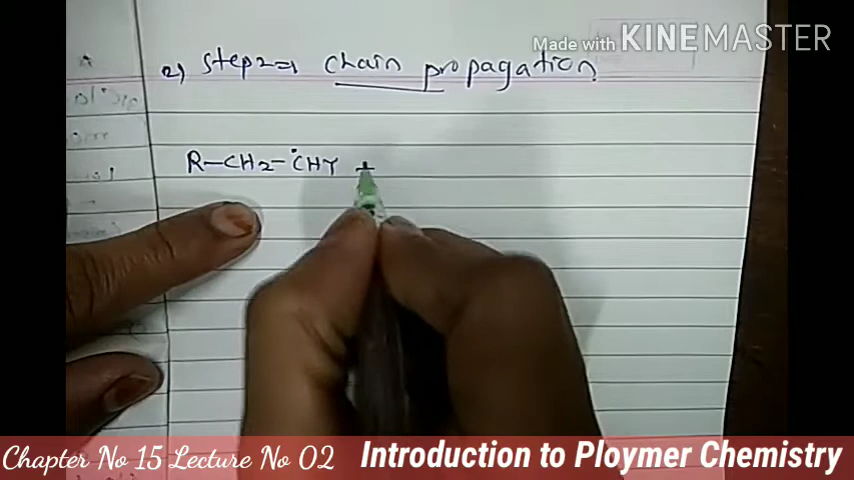 Made with KINEMASTER
2) Step 2 ⇒ Chain propagation
R—CH2—ĊHY +
Chapter No 15 Lecture No 02 Introduction to Ploymer Chemistry